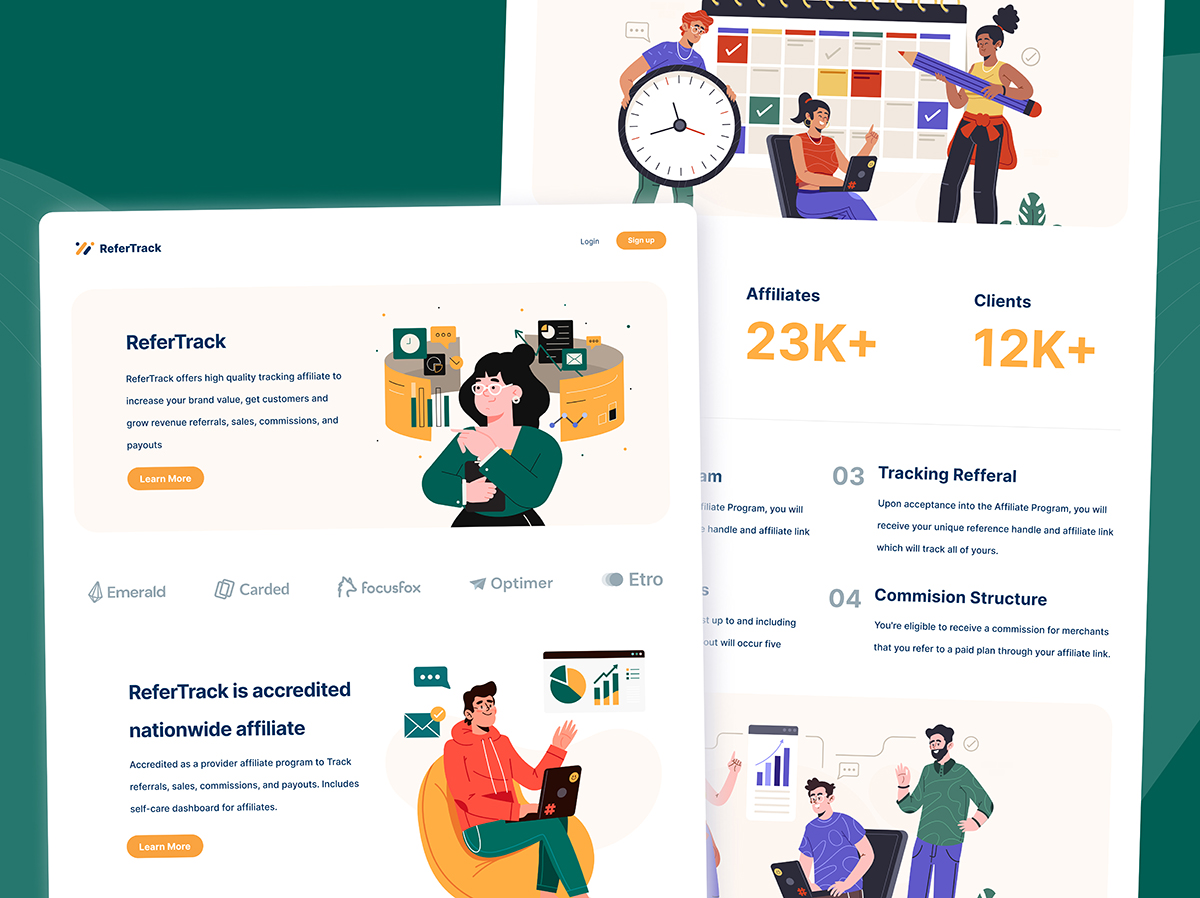 ReferTrack
Login
Sign up
ReferTrack
ReferTrack offers high quality tracking affiliate to
increase your brand value, get customers and
grow revenue referrals, sales, commissions, and
payouts
Learn More
Emerald
Carded
focusfox
Optimer
Etro
ReferTrack is accredited
nationwide affiliate
Accredited as a provider affiliate program to Track
referrals, sales, commissions, and payouts. Includes
self-care dashboard for affiliates.
Learn More
Affiliates
23K+
Clients
12K+
am
filiate Program, you will
handle and affiliate link
03
Tracking Refferal
Upon acceptance into the Affiliate Program, you will
receive your unique reference handle and affiliate link
which will track all of yours.
s
st up to and including
out will occur five
04
Commision Structure
You're eligible to receive a commission for merchants
that you refer to a paid plan through your affiliate link.